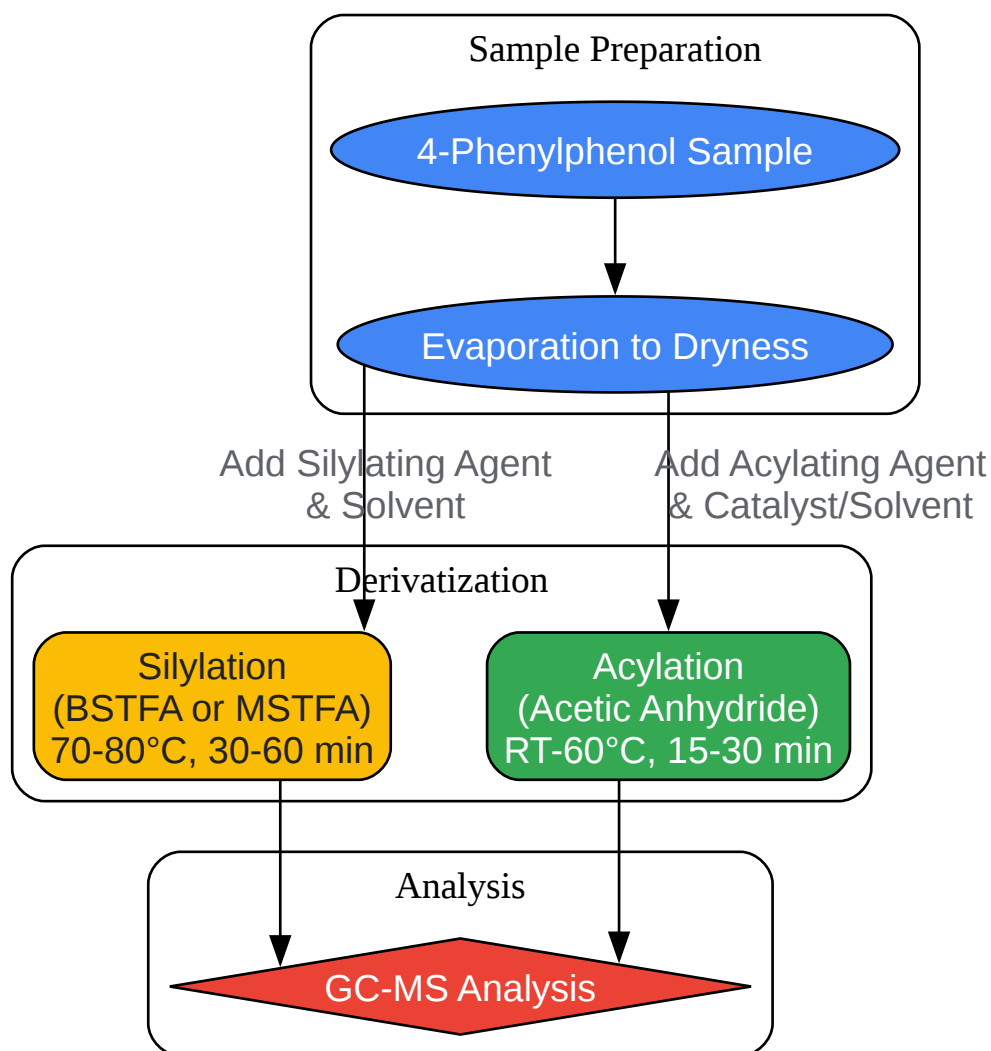 Sample Preparation
4-Phenylphenol Sample
Evaporation to Dryness
Add Silylating Agent
& Solvent
Add Acylating Agent
& Catalyst/Solvent
Derivatization
Silylation
(BSTFA or MSTFA)
70-80°C, 30-60 min
Acylation
(Acetic Anhydride)
RT-60°C, 15-30 min
Analysis
GC-MS Analysis